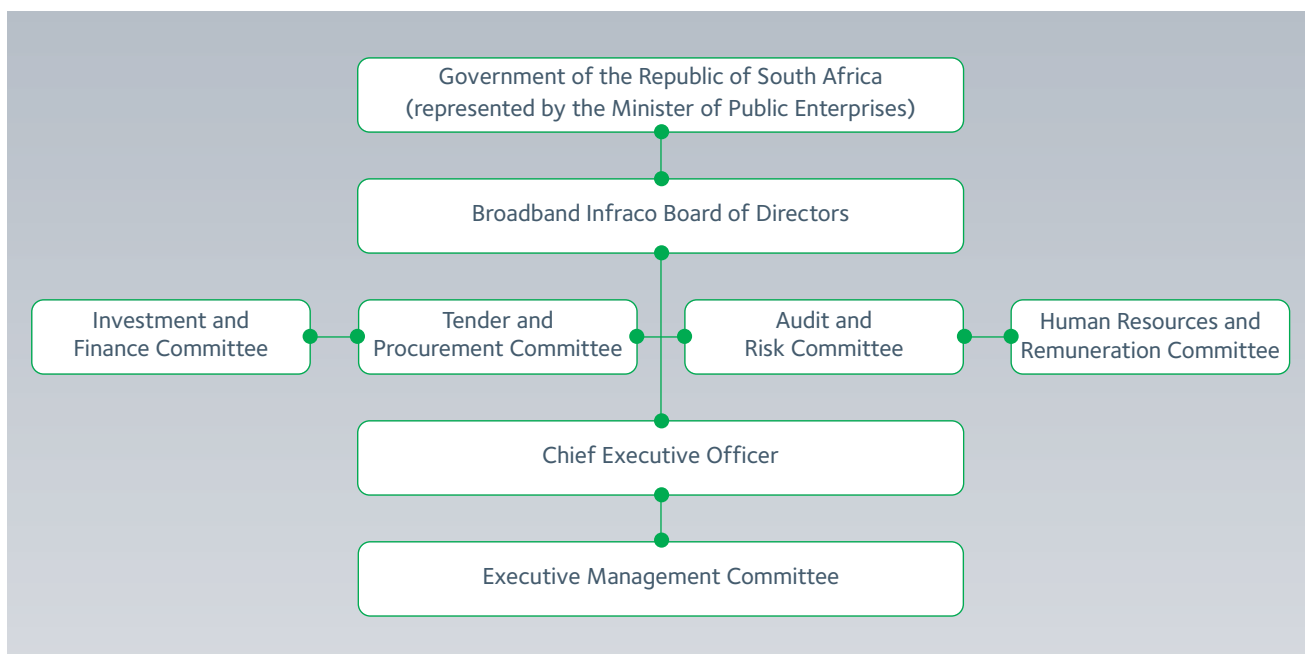 Government of the Republic of South Africa
(represented by the Minister of Public Enterprises)
Broadband Infraco Board of Directors
Investment and
Finance Committee
Tender and
Procurement Committee
Audit and
Risk Committee
Human Resources and
Remuneration Committee
Chief Executive Officer
Executive Management Committee